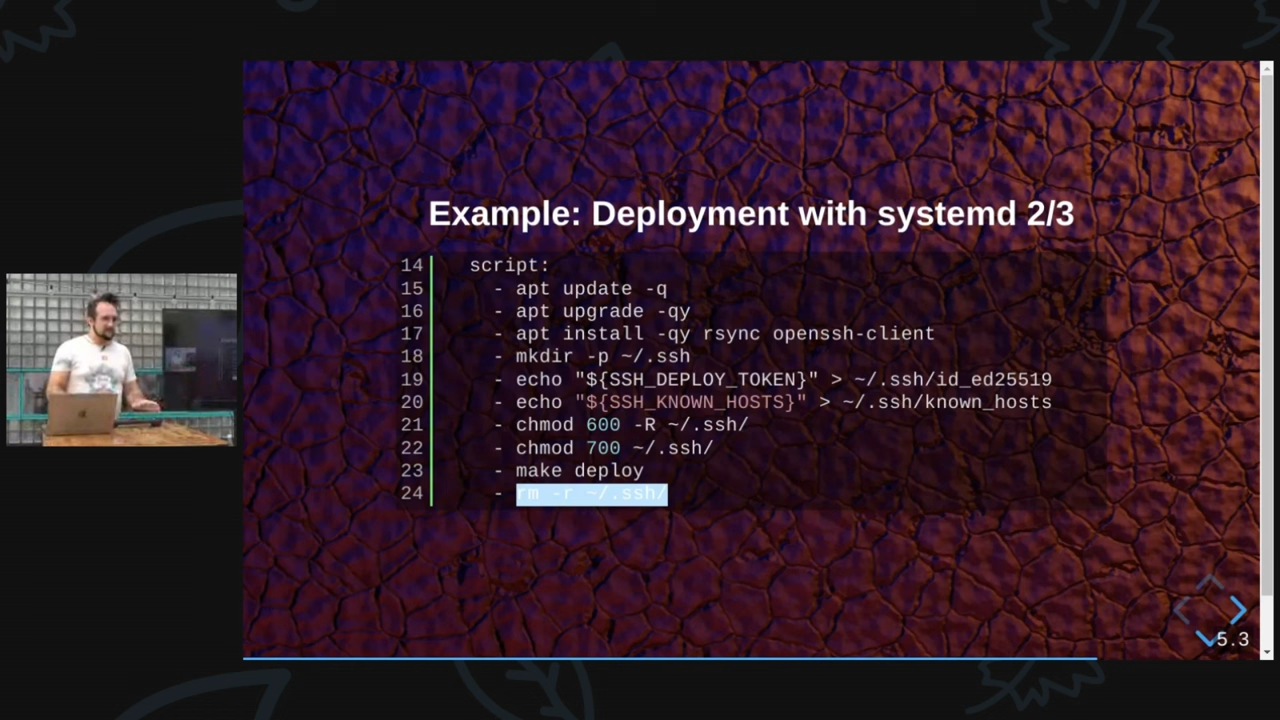 Example: Deployment with systemd 2/3
14 script:
15 - apt update -q
16 - apt upgrade -qy
17 - apt install -qy rsync openssh-client
18 - mkdir -p ~/.ssh
19 - echo "${SSH_DEPLOY_TOKEN}" > ~/.ssh/id_ed25519
20 - echo "${SSH_KNOWN_HOSTS}" > ~/.ssh/known_hosts
21 - chmod 600 -R ~/.ssh/
22 - chmod 700 ~/.ssh/
23 - make deploy
24 - rm -r ~/.ssh/
5.3